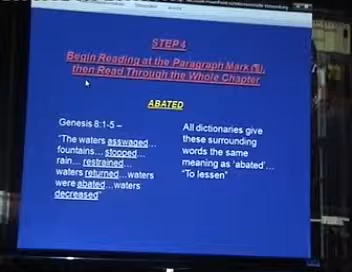 STEP 4
Begin Reading at the Paragraph Mark (¶),
then Read Through the Whole Chapter
ABATED
Genesis 8:1-5 –
"The waters asswaged…
fountains… stopped…
rain… restrained…
waters returned…waters
were abated…waters
decreased"
All dictionaries give
these surrounding
words the same
meaning as 'abated'…
"To lessen"